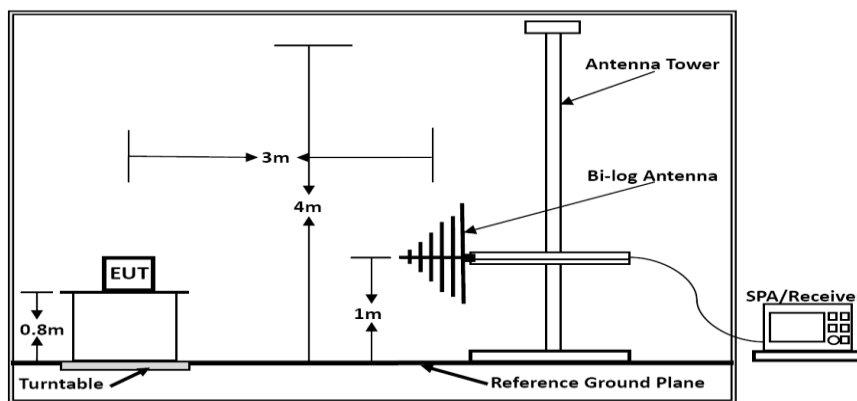 Antenna Tower
3m
Bi-log Antenna
4m
EUT
SPA/Receive
0.8m
1m
Turntable
Reference Ground Plane